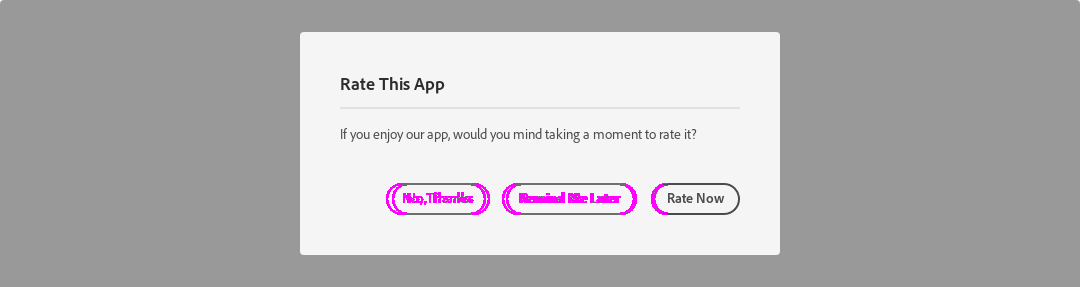 Rate This App
If you enjoy our app, would you mind taking a moment to rate it?
No, Thanks Remind Me Later Rate Now